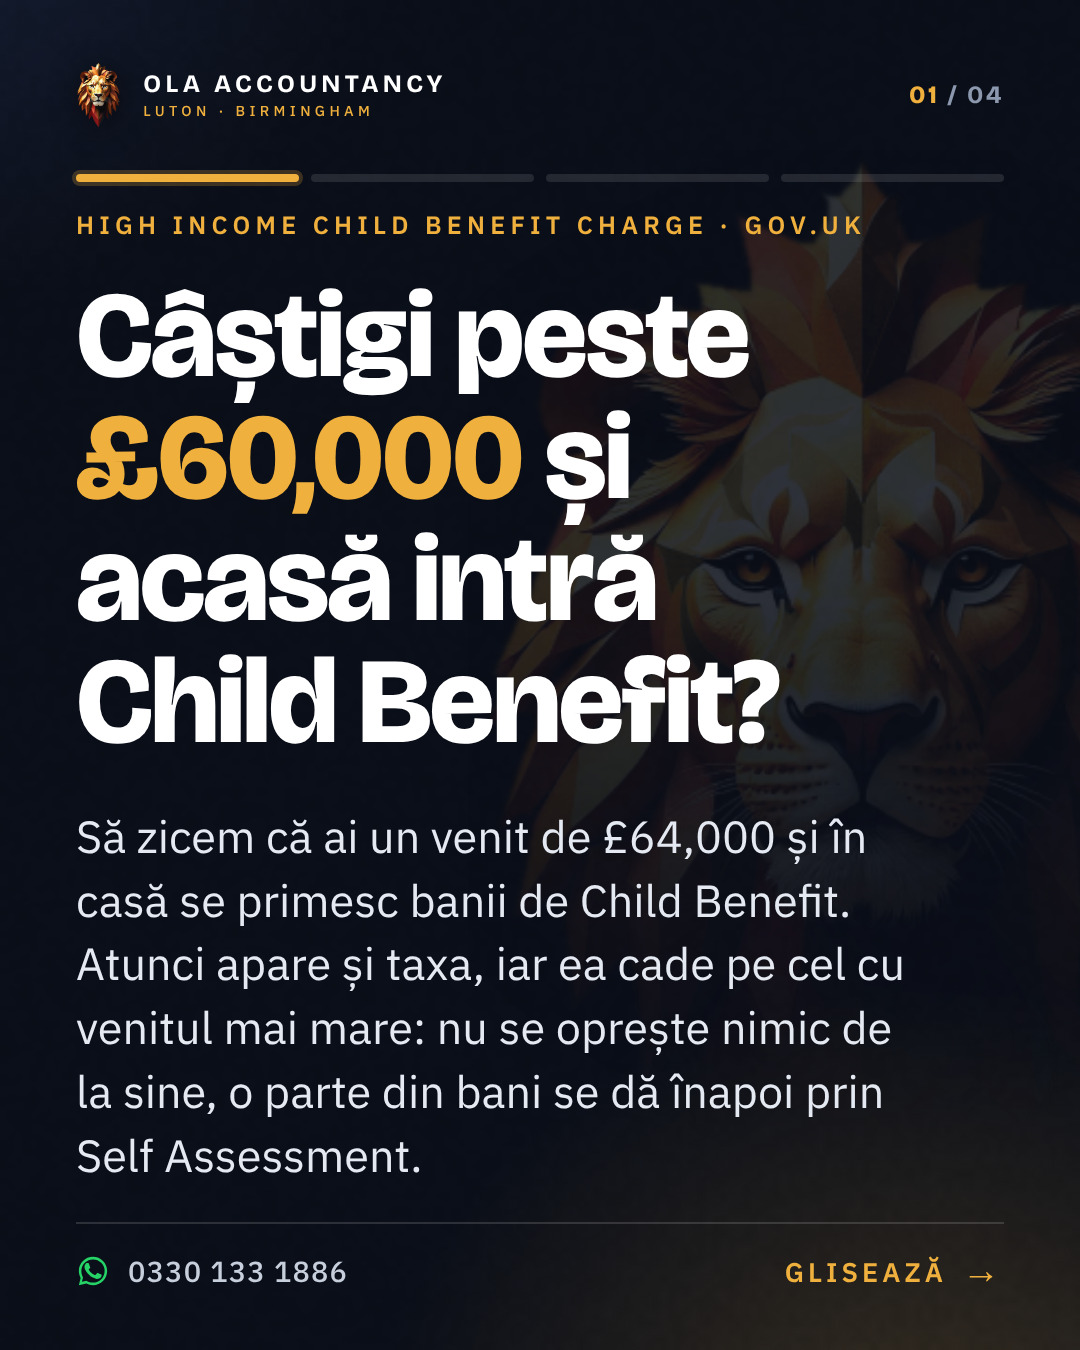 OLA ACCOUNTANCY
LUTON · BIRMINGHAM
01 / 04
HIGH INCOME CHILD BENEFIT CHARGE · GOV.UK
Câștigi peste
£60,000 și
acasă intră
Child Benefit?
Să zicem că ai un venit de £64,000 și în
casă se primesc banii de Child Benefit.
Atunci apare și taxa, iar ea cade pe cel cu
venitul mai mare: nu se oprește nimic de
la sine, o parte din bani se dă înapoi prin
Self Assessment.
0330 133 1886
GLISEAZĂ →